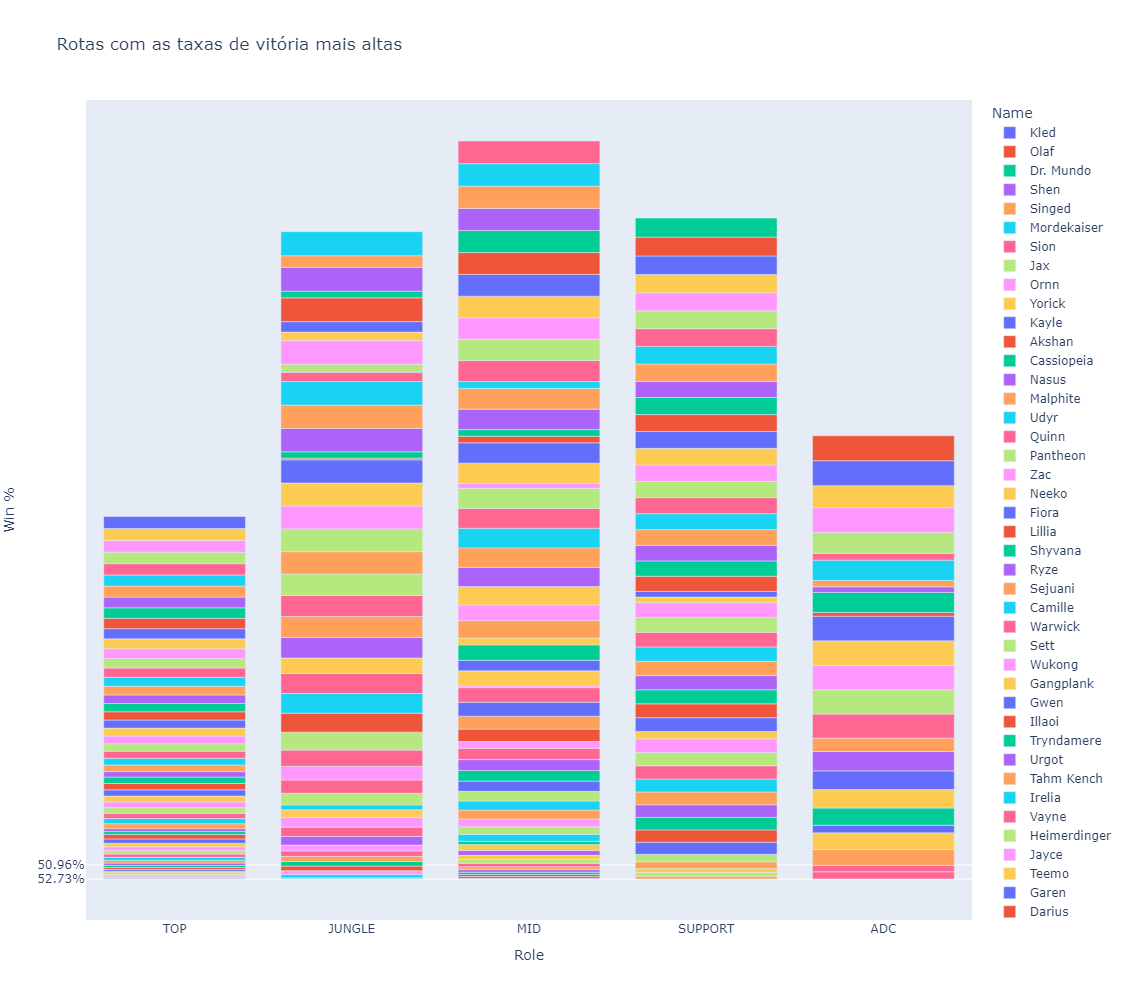 Rotas com as taxas de vitória mais altas
Win %
50.96%
52.73%
TOP
JUNGLE
MID
SUPPORT
ADC
Role
Name
Kled
Olaf
Dr. Mundo
Shen
Singed
Mordekaiser
Sion
Jax
Ornn
Yorick
Kayle
Akshan
Cassiopeia
Nasus
Malphite
Udyr
Quinn
Pantheon
Zac
Neeko
Fiora
Lillia
Shyvana
Ryze
Sejuani
Camille
Warwick
Sett
Wukong
Gangplank
Gwen
Illaoi
Tryndamere
Urgot
Tahm Kench
Irelia
Vayne
Heimerdinger
Jayce
Teemo
Garen
Darius